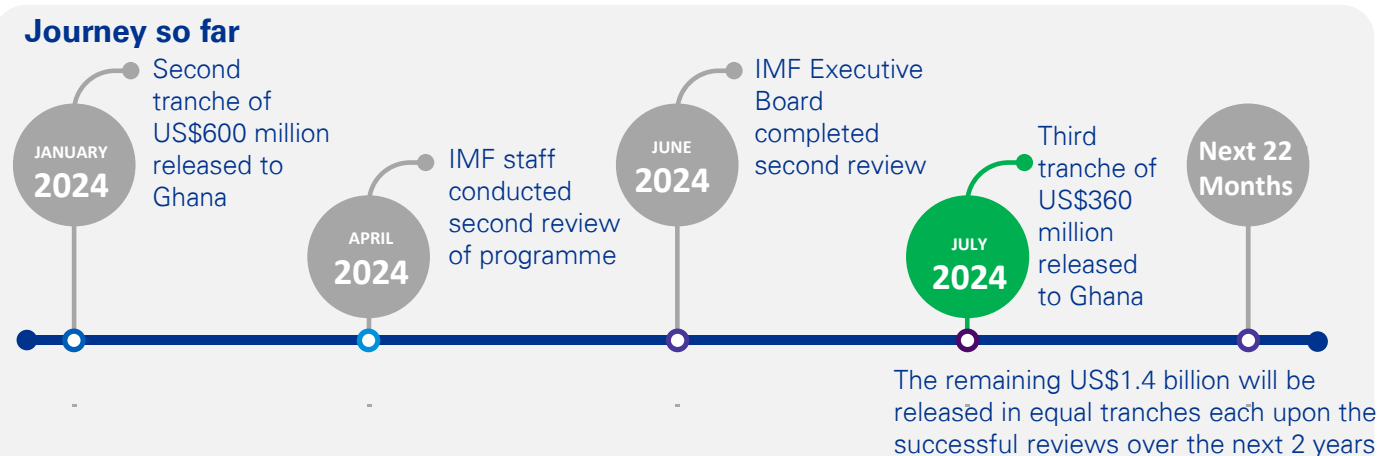 Journey so far
JANUARY
2024
Second
tranche of
US$600 million
released to
Ghana
APRIL
2024
IMF staff
conducted
second review
of programme
JUNE
2024
IMF Executive
Board
completed
second review
JULY
2024
Third
tranche of
US$360
million
released
to Ghana
Next 22
Months
The remaining US$1.4 billion will be
released in equal tranches each upon the
successful reviews over the next 2 years